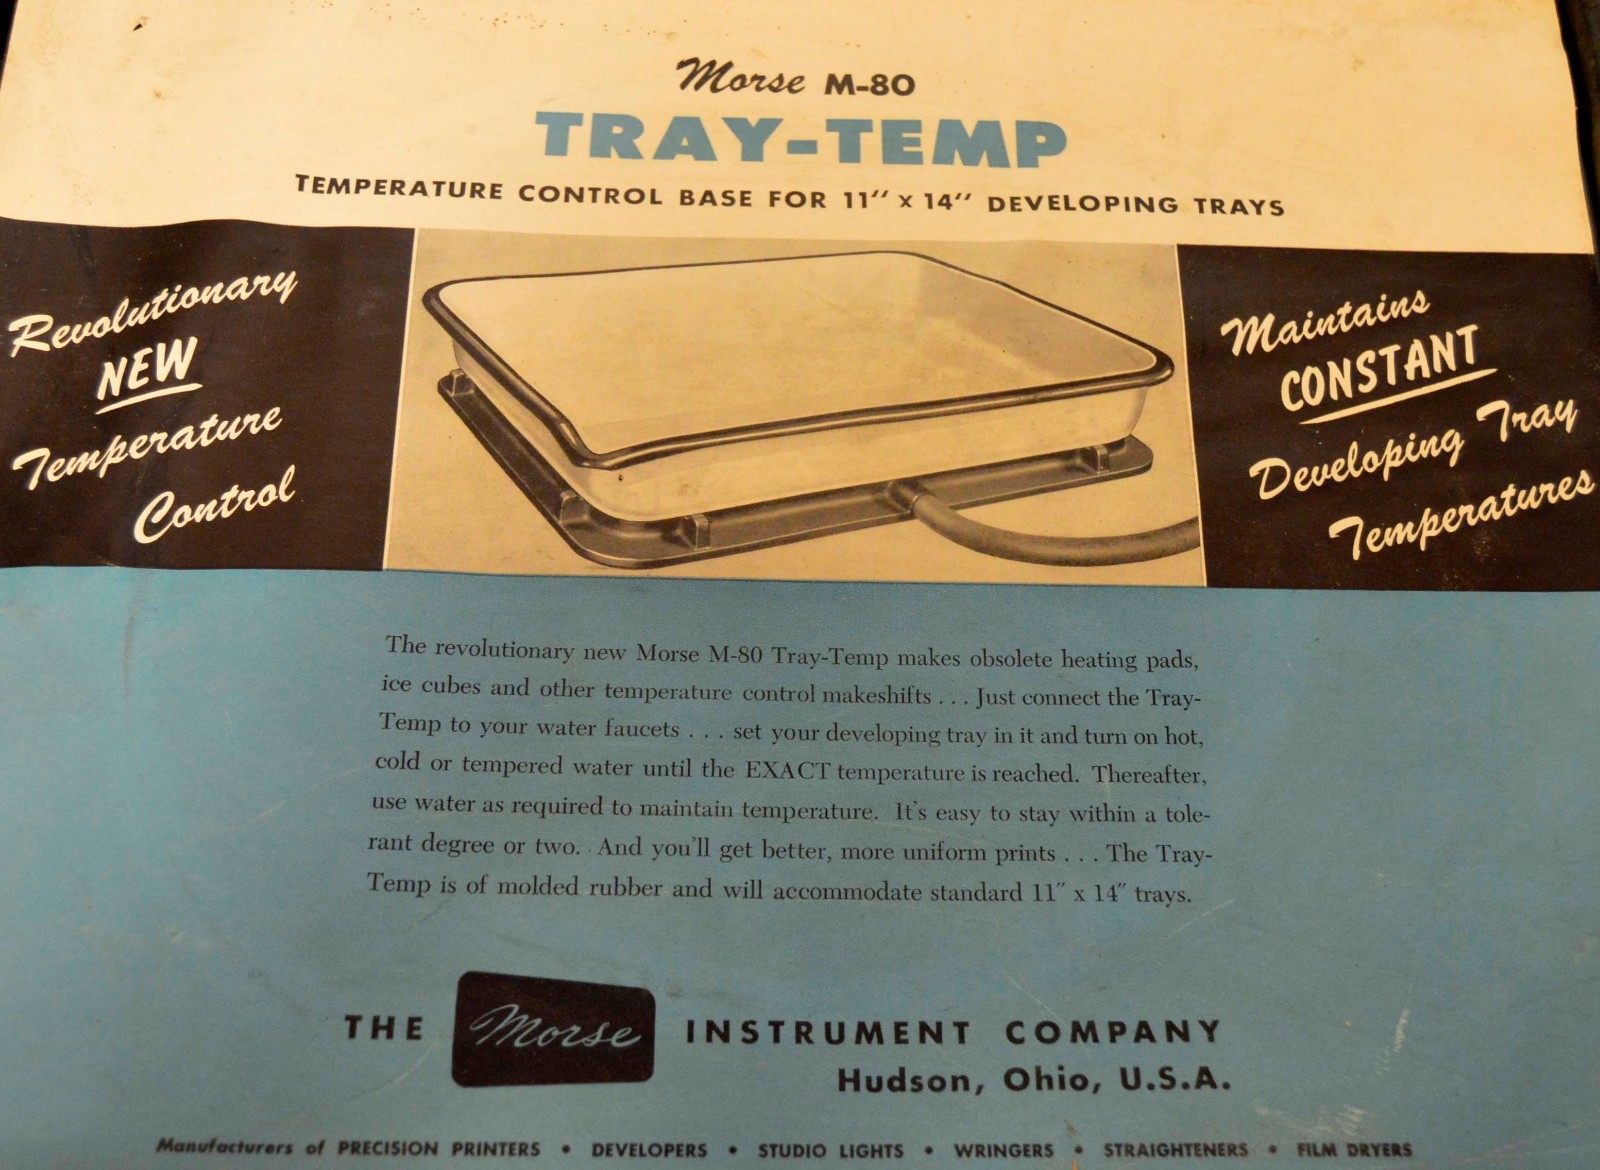 Morse M-80
TRAY-TEMP
TEMPERATURE CONTROL BASE FOR 11" x 14" DEVELOPING TRAYS
Revolutionary
NEW
Temperature
Control
Maintains
CONSTANT
Developing Tray
Temperatures
The revolutionary new Morse M-80 Tray-Temp makes obsolete heating pads,
ice cubes and other temperature control makeshifts . . . Just connect the Tray-
Temp to your water faucets . . . set your developing tray in it and turn on hot,
cold or tempered water until the EXACT temperature is reached. Thereafter,
use water as required to maintain temperature. It's easy to stay within a tole-
rant degree or two. And you'll get better, more uniform prints . . . The Tray-
Temp is of molded rubber and will accommodate standard 11" x 14" trays.
THE Morse INSTRUMENT COMPANY
Hudson, Ohio, U.S.A.
Manufacturers of PRECISION PRINTERS • DEVELOPERS • STUDIO LIGHTS • WRINGERS • STRAIGHTENERS • FILM DRYERS